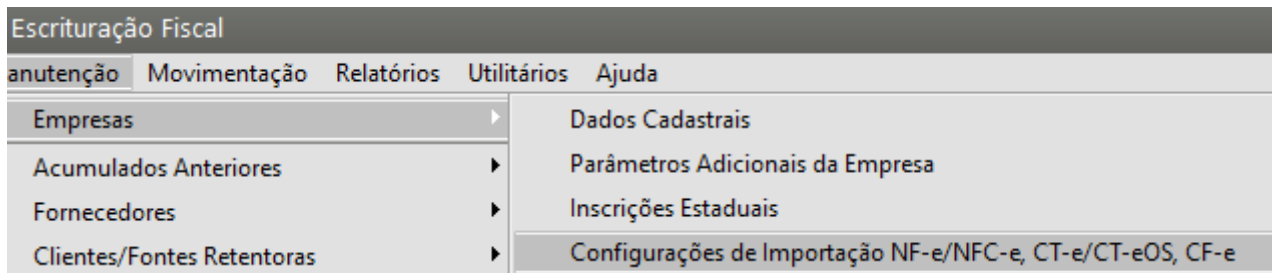 Escrituração Fiscal
anutenção Movimentação Relatórios Utilitários Ajuda
Empresas
Acumulados Anteriores
Fornecedores
Clientes/Fontes Retentoras
Dados Cadastrais
Parâmetros Adicionais da Empresa
Inscrições Estaduais
Configurações de Importação NF-e/NFC-e, CT-e/CT-eOS, CF-e